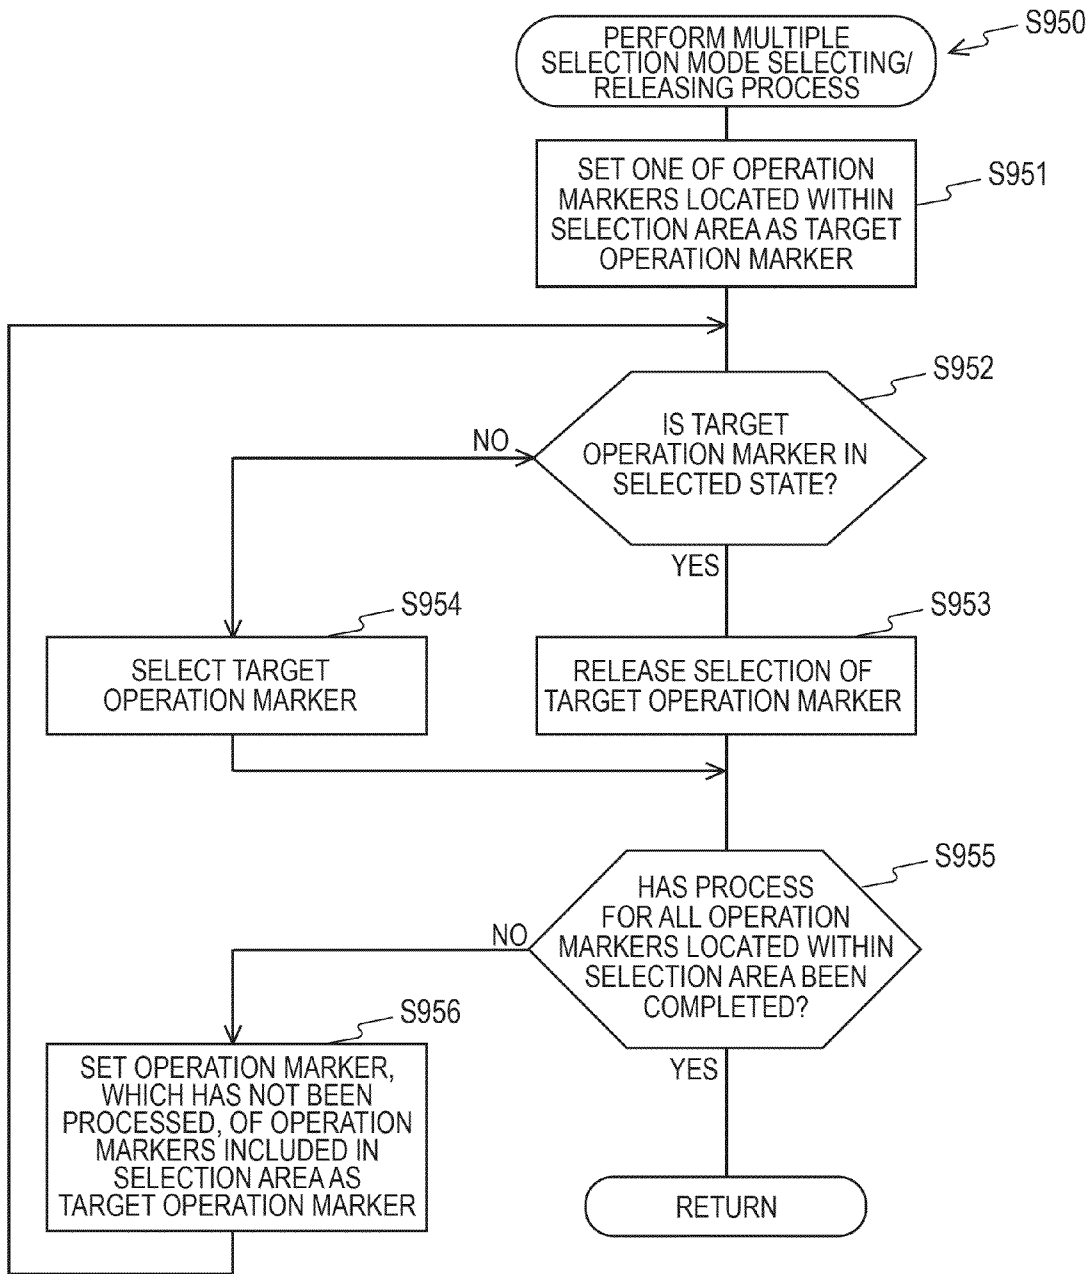 PERFORM MULTIPLE
SELECTION MODE SELECTING/
RELEASING PROCESS
S950
SET ONE OF OPERATION
MARKERS LOCATED WITHIN
SELECTION AREA AS TARGET
OPERATION MARKER
S951
IS TARGET
OPERATION MARKER IN
SELECTED STATE?
S952
NO
YES
S954
SELECT TARGET
OPERATION MARKER
S953
RELEASE SELECTION OF
TARGET OPERATION MARKER
S955
HAS PROCESS
FOR ALL OPERATION
MARKERS LOCATED WITHIN
SELECTION AREA BEEN
COMPLETED?
NO
YES
S956
SET OPERATION MARKER,
WHICH HAS NOT BEEN
PROCESSED, OF OPERATION
MARKERS INCLUDED IN
SELECTION AREA AS
TARGET OPERATION MARKER
RETURN